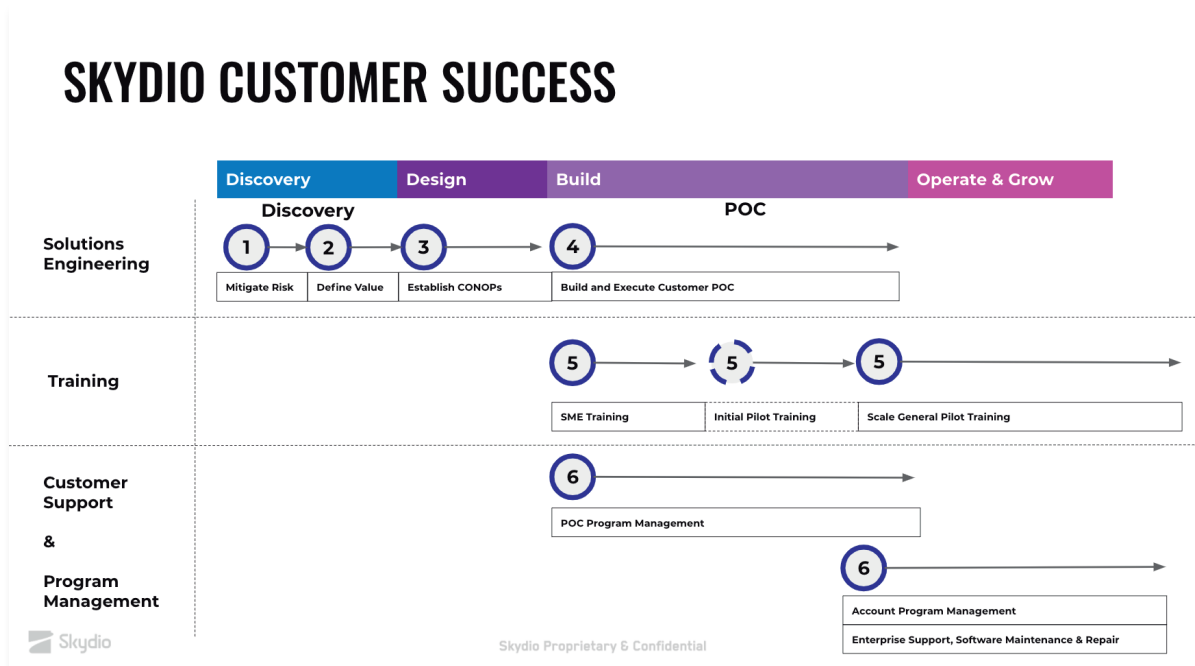 SKYDIO CUSTOMER SUCCESS
Discovery
Design
Build
Operate & Grow
Discovery
POC
Solutions
Engineering
1
2
3
4
Mitigate Risk
Define Value
Establish CONOPs
Build and Execute Customer POC
Training
5
5
5
SME Training
Initial Pilot Training
Scale General Pilot Training
Customer
Support
&
Program
Management
6
POC Program Management
6
Account Program Management
Enterprise Support, Software Maintenance & Repair
Skydio
Skydio Proprietary & Confidential